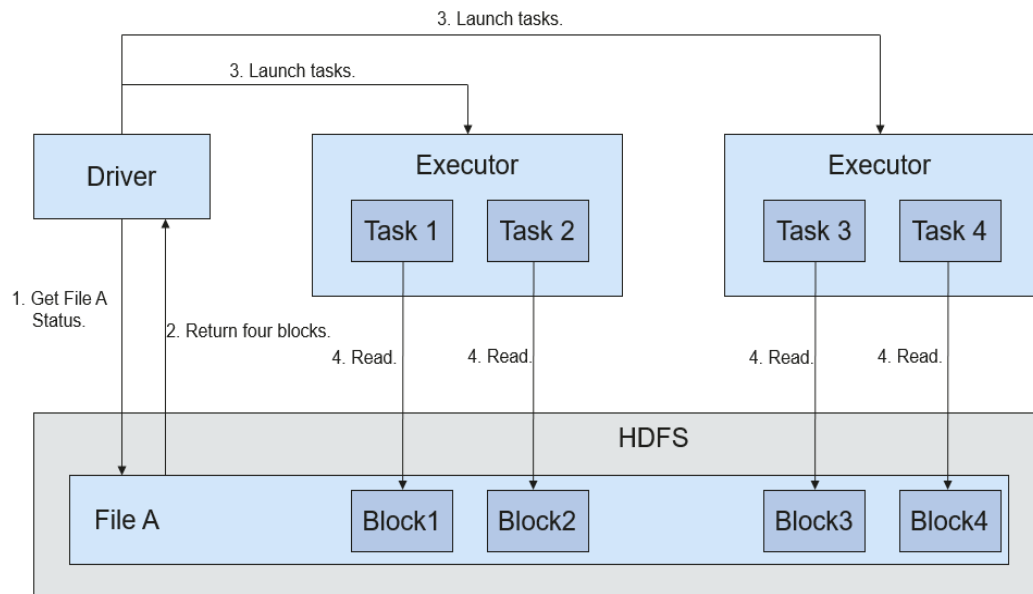 3. Launch tasks.
3. Launch tasks.
Driver
Executor
Executor
Task 1
Task 2
Task 3
Task 4
1. Get File A
Status.
2. Return four blocks.
4. Read.
4. Read.
4. Read.
4. Read.
HDFS
File A
Block1
Block2
Block3
Block4